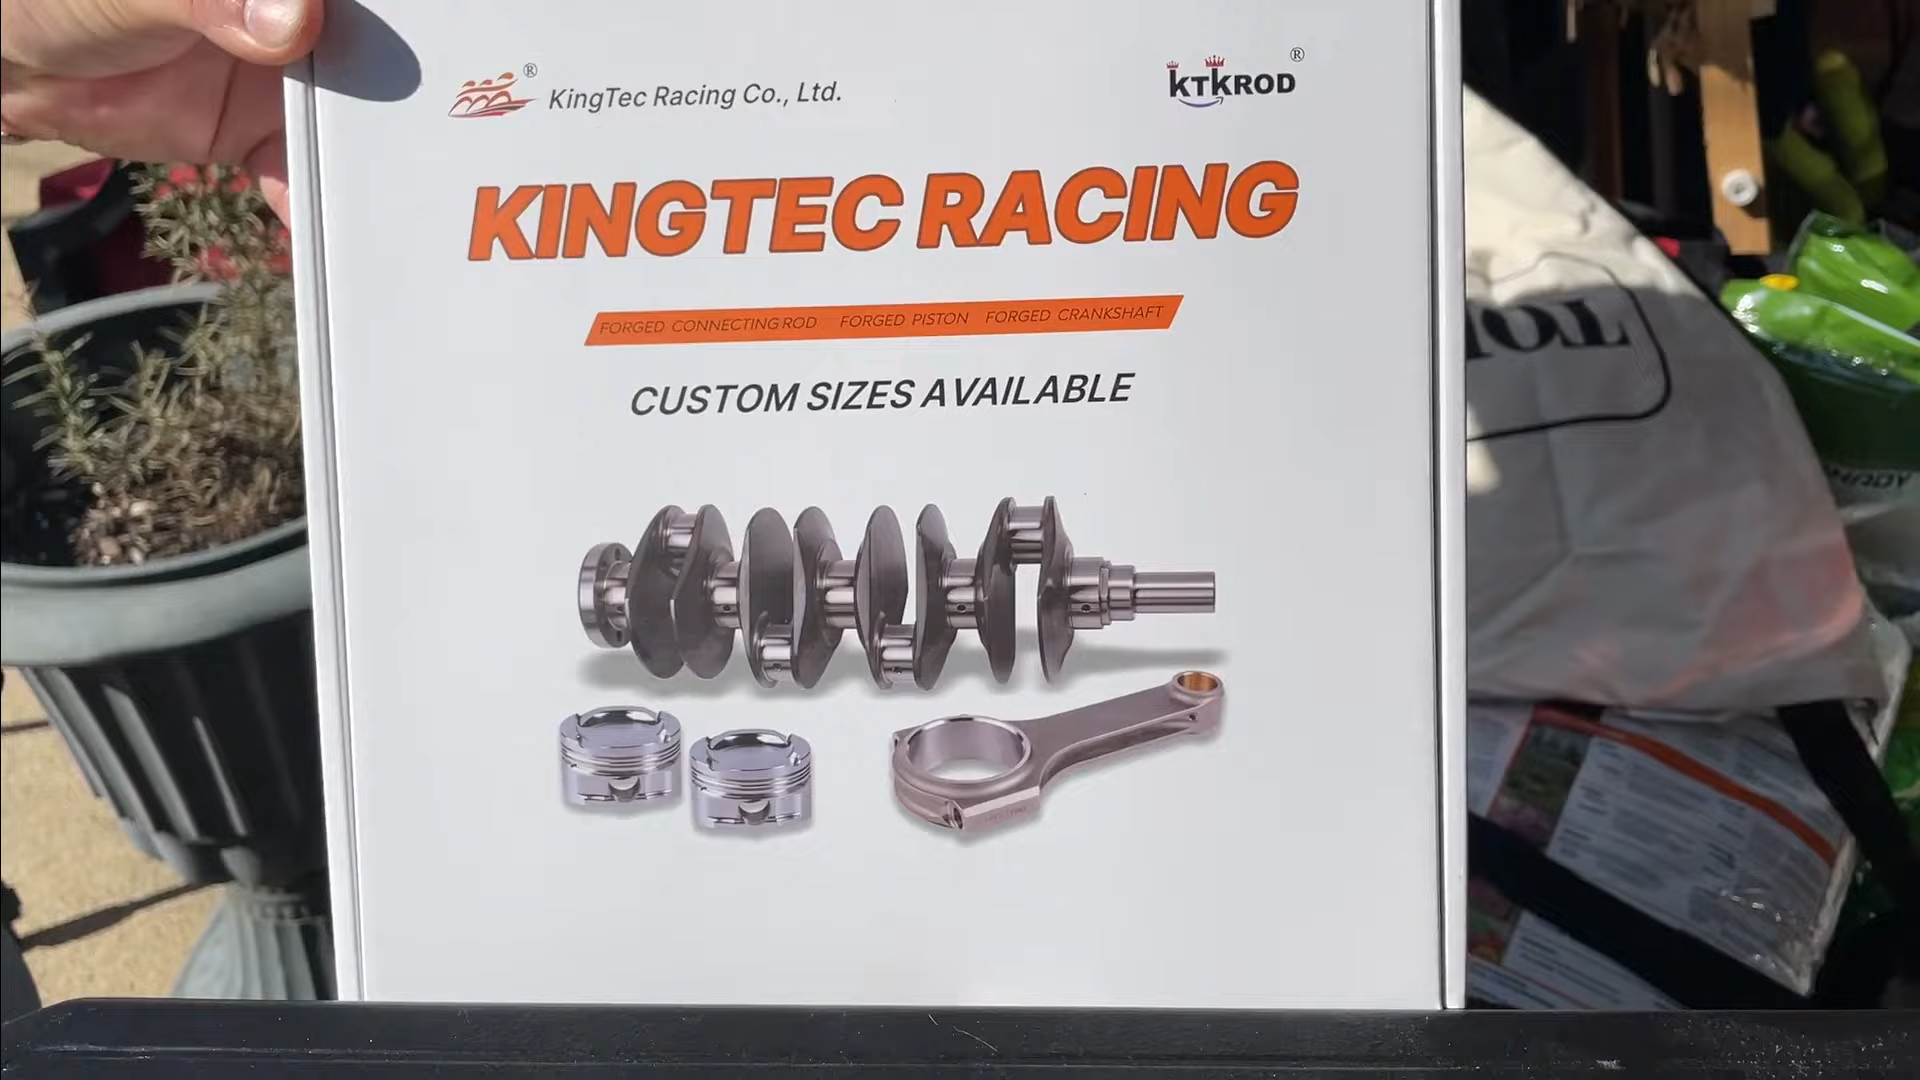 ® KingTec Racing Co., Ltd.
KTKROD ®
KINGTEC RACING
FORGED CONNECTING ROD FORGED PISTON FORGED CRANKSHAFT
CUSTOM SIZES AVAILABLE